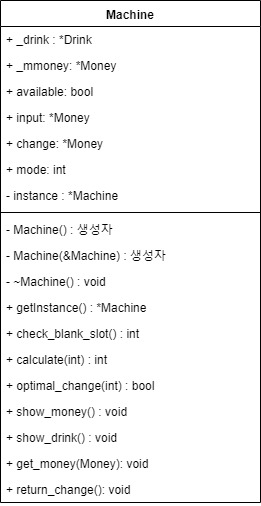 Machine
+ _drink : *Drink
+ _mmoney: *Money
+ available: bool
+ input: *Money
+ change: *Money
+ mode: int
- instance : *Machine
- Machine() : 생성자
- Machine(&Machine) : 생성자
- ~Machine() : void
+ getInstance() : *Machine
+ check_blank_slot() : int
+ calculate(int) : int
+ optimal_change(int) : bool
+ show_money() : void
+ show_drink() : void
+ get_money(Money): void
+ return_change(): void